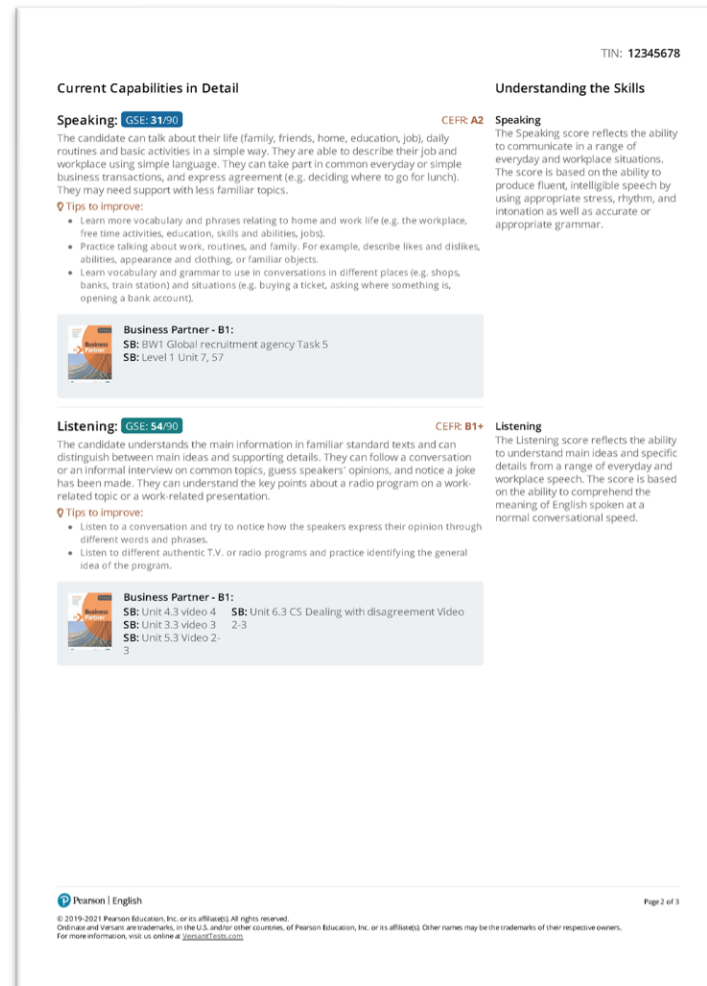 TIN: 12345678
Current Capabilities in Detail
Speaking: GSE: 31/90
CEFR: A2
The candidate can talk about their life (family, friends, home, education, job), daily
routines and basic activities in a simple way. They are able to describe their job and
workplace using simple language. They can take part in common everyday or simple
business transactions, and express agreement (e.g. deciding where to go for lunch).
They may need support with less familiar topics.
Tips to improve:
• Learn more vocabulary and phrases relating to home and work life (e.g. the workplace,
free time activities, education, skills and abilities, jobs).
• Practice talking about work, routines, and family. For example, describe likes and dislikes,
abilities, appearance and clothing, or familiar objects.
• Learn vocabulary and grammar to use in conversations in different places (e.g. shops,
banks, train station) and situations (e.g. buying a ticket, asking where something is,
opening a bank account).
Business Partner
Business Partner - B1:
SB: BW1 Global recruitment agency Task 5
SB: Level 1 Unit 7, 57
Listening: GSE: 54/90
CEFR: B1+
The candidate understands the main information in familiar standard texts and can
distinguish between main ideas and supporting details. They can follow a conversation
or an informal interview on common topics, guess speakers' opinions, and notice a joke
has been made. They can understand the key points about a radio program on a work-
related topic or a work-related presentation.
Tips to improve:
• Listen to a conversation and try to notice how the speakers express their opinion through
different words and phrases.
• Listen to different authentic T.V. or radio programs and practice identifying the general
idea of the program.
Business Partner
Business Partner - B1:
SB: Unit 4.3 video 4
SB: Unit 3.3 video 3
SB: Unit 5.3 Video 2-
3
SB: Unit 6.3 CS Dealing with disagreement Video
2-3
Understanding the Skills
Speaking
The Speaking score reflects the ability
to communicate in a range of
everyday and workplace situations.
The score is based on the ability to
produce fluent, intelligible speech by
using appropriate stress, rhythm, and
intonation as well as accurate or
appropriate grammar.
Listening
The Listening score reflects the ability
to understand main ideas and specific
details from a range of everyday and
workplace speech. The score is based
on the ability to comprehend the
meaning of English spoken at a
normal conversational speed.
Pearson | English
Page 2 of 3
© 2019-2021 Pearson Education, Inc. or its affiliate(s). All rights reserved.
Ordinate and Versant are trademarks, in the U.S. and/or other countries, of Pearson Education, Inc. or its affiliate(s). Other names may be the trademarks of their respective owners.
For more information, visit us online at VersantTests.com